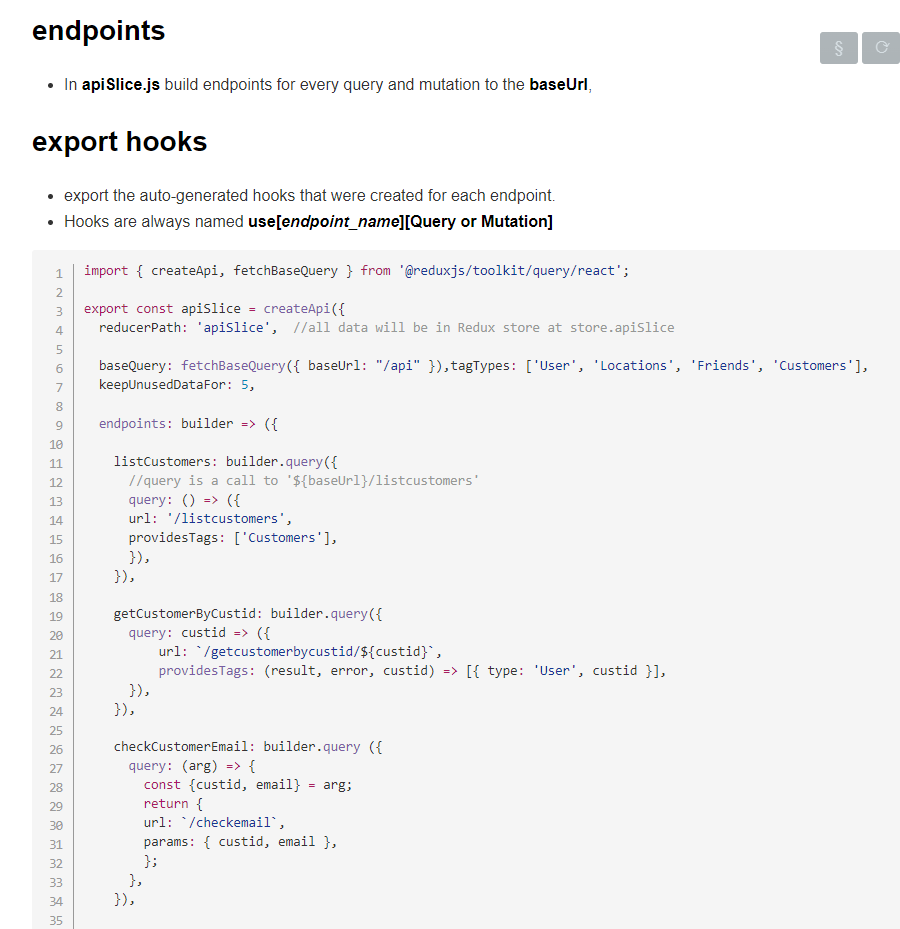 endpoints
§
In apiSlice.js build endpoints for every query and mutation to the baseUrl,
export hooks
export the auto-generated hooks that were created for each endpoint.
Hooks are always named use[endpoint_name][Query or Mutation]
1 import { createApi, fetchBaseQuery } from '@reduxjs/toolkit/query/react';
2
3 export const apiSlice = createApi({
4 reducerPath: 'apiSlice',  //all data will be in Redux store at store.apiSlice
5
6 baseQuery: fetchBaseQuery({ baseUrl: "/api" }),tagTypes: ['User', 'Locations', 'Friends', 'Customers'],
7 keepUnusedDataFor: 5,
8
9 endpoints: builder => ({
10
11 listCustomers: builder.query({
12 //query is a call to '${baseUrl}/listcustomers'
13 query: () => ({
14 url: '/listcustomers',
15 providesTags: ['Customers'],
16 }),
17 }),
18
19 getCustomerByCustid: builder.query({
20 query: custid => ({
21 url: `/getcustomerbycustid/${custid}`,
22 providesTags: (result, error, custid) => [{ type: 'User', custid }],
23 }),
24 }),
25
26 checkCustomerEmail: builder.query ({
27 query: (arg) => {
28 const {custid, email} = arg;
29 return {
30 url: `/checkemail`,
31 params: { custid, email },
32 };
33 },
34 }),
35